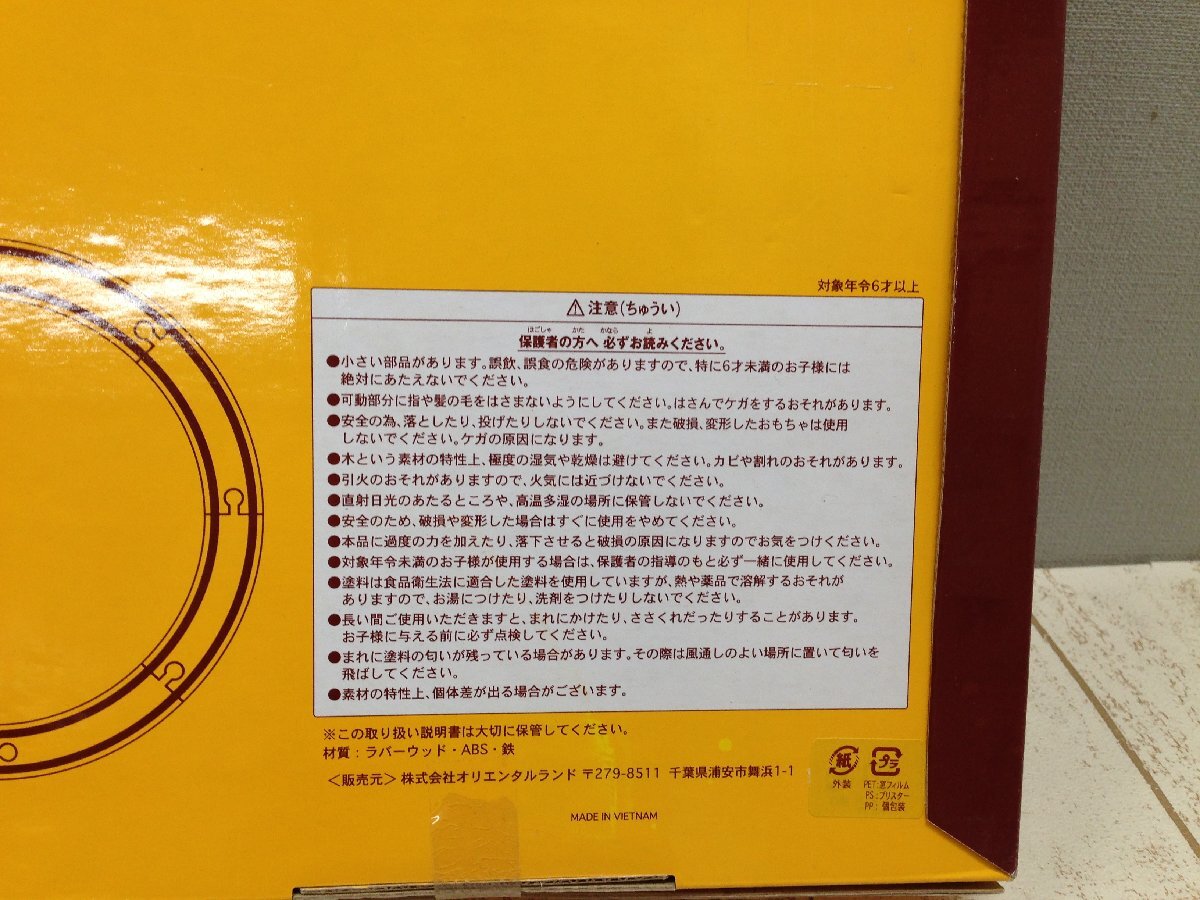 対象年令6才以上
⚠注意(ちゅうい)
ほごしゃ かた かなら よ
保護者の方へ 必ずお読みください。
●小さい部品があります。誤飲、誤食の危険がありますので、特に6才未満のお子様には
絶対にあたえないでください。
●可動部分に指や髪の毛をはさまないようにしてください。はさんでケガをするおそれがあります。
●安全の為、落としたり、投げたりしないでください。また破損、変形したおもちゃは使用
しないでください。ケガの原因になります。
●木という素材の特性上、極度の湿気や乾燥は避けてください。カビや割れのおそれがあります。
●引火のおそれがありますので、火気には近づけないでください。
●直射日光のあたるところや、高温多湿の場所に保管しないでください。
●安全のため、破損や変形した場合はすぐに使用をやめてください。
●本品に過度の力を加えたり、落下させると破損の原因になりますのでお気をつけください。
●対象年令未満のお子様が使用する場合は、保護者の指導のもと必ず一緒に使用してください。
●塗料は食品衛生法に適合した塗料を使用していますが、熱や薬品で溶解するおそれが
ありますので、お湯につけたり、洗剤をつけたりしないでください。
●長い間ご使用いただきますと、まれにかけたり、ささくれだったりすることがあります。
お子様に与える前に必ず点検してください。
●まれに塗料の匂いが残っている場合があります。その際は風通しのよい場所に置いて匂いを
飛ばしてください。
●素材の特性上、個体差が出る場合がございます。
※この取り扱い説明書は大切に保管してください。
材質：ラバーウッド・ABS・鉄
＜販売元＞株式会社オリエンタルランド 〒279-8511 千葉県浦安市舞浜1-1
紙 プラ
外装 PET：窓フィルム
PS：ブリスター
PP：個包装
MADE IN VIETNAM